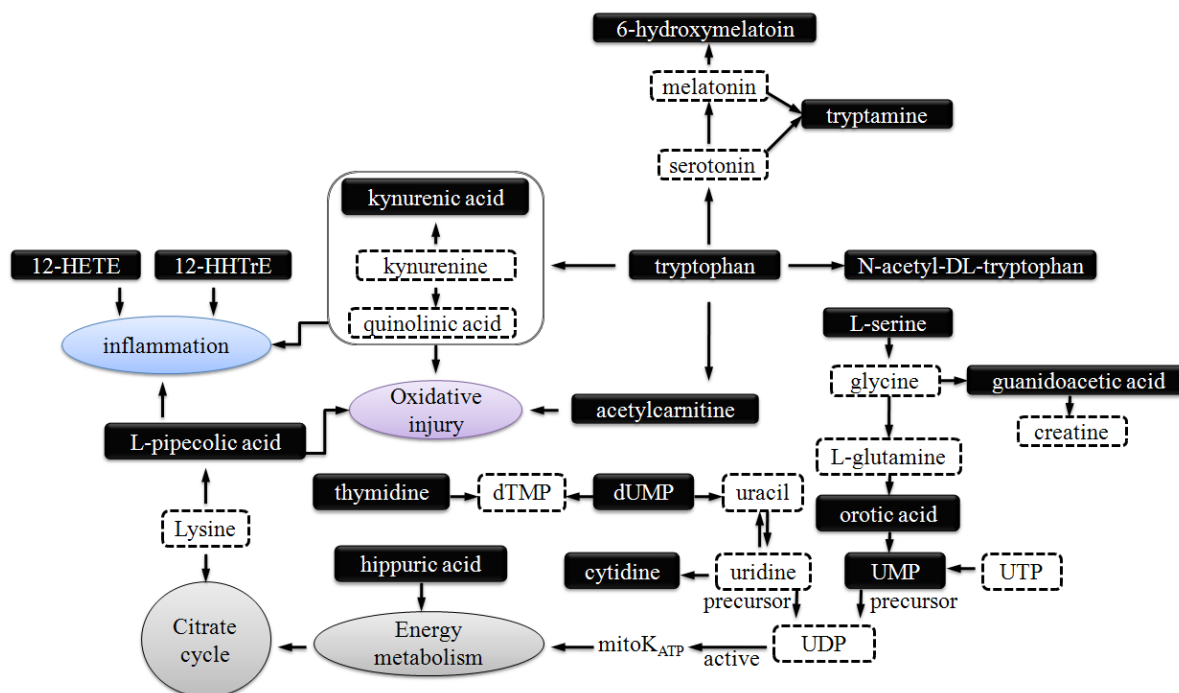 6-hydroxymelatoin
melatonin
tryptamine
serotonin
kynurenic acid
12-HETE
12-HHTrE
kynurenine
tryptophan
N-acetyl-DL-tryptophan
quinolinic acid
L-serine
inflammation
glycine
guanidoacetic acid
Oxidative
injury
acetylcarnitine
creatine
L-pipecolic acid
L-glutamine
thymidine
dTMP
dUMP
uracil
orotic acid
Lysine
hippuric acid
cytidine
uridine
UMP
UTP
precursor
precursor
Citrate
cycle
Energy
metabolism
mitoKATP
active
UDP